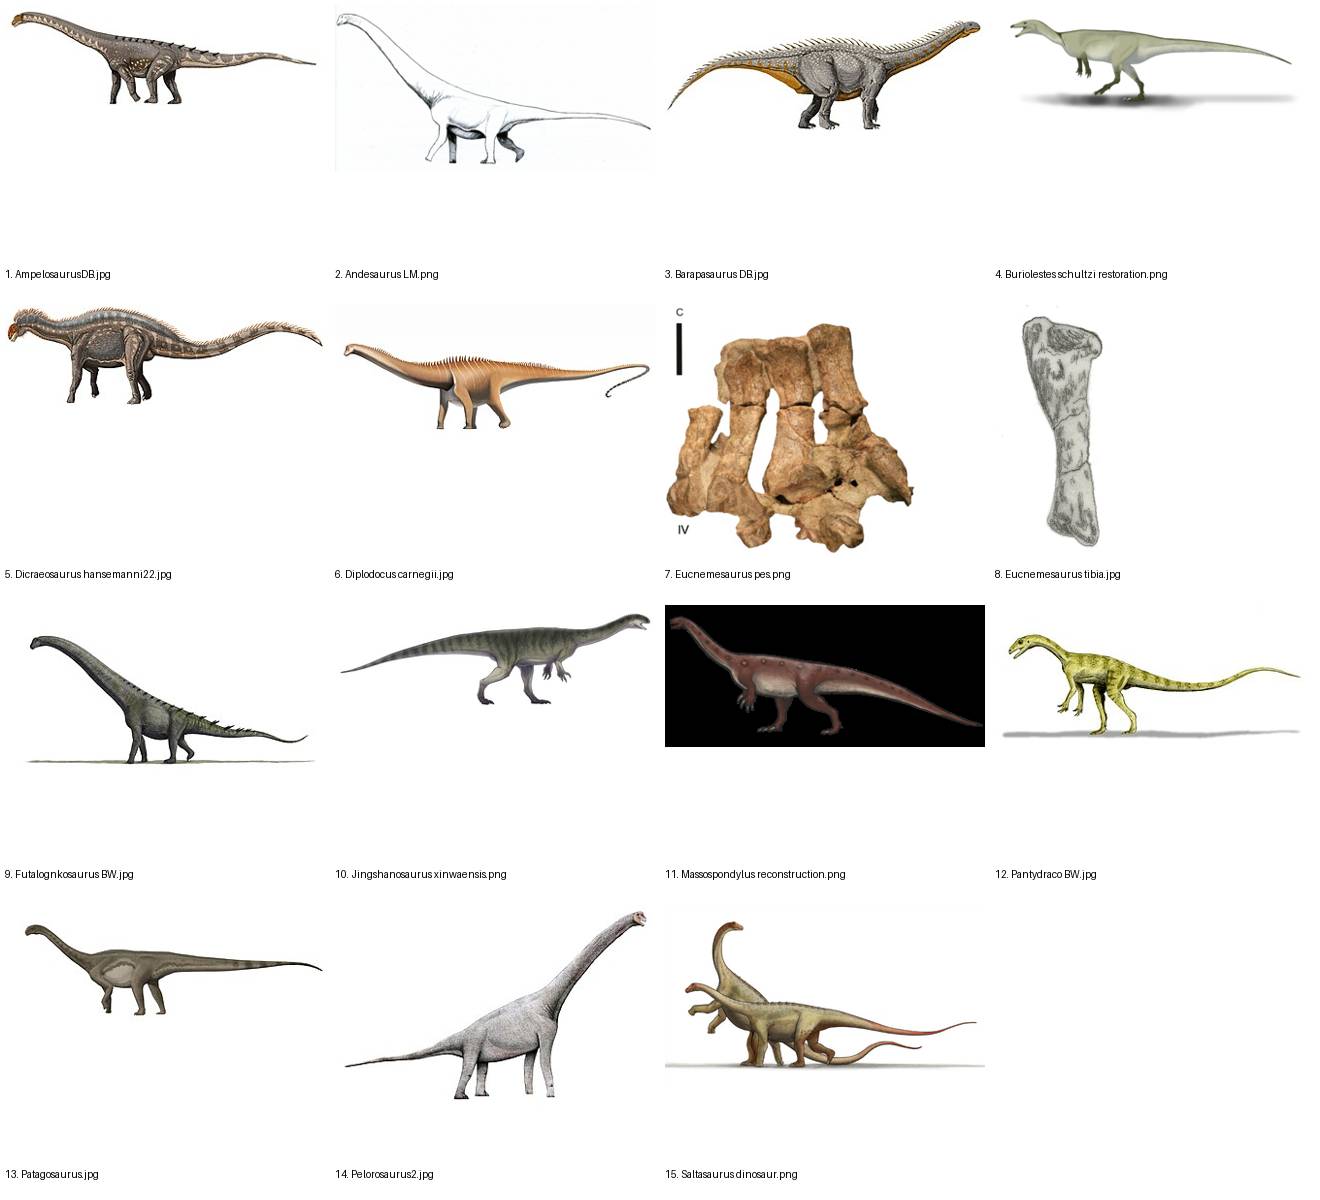 1. AmpelosaurusDB.jpg
2. Andesaurus LM.png
3. Barapasaurus DB.jpg
4. Buriolestes schultzi restoration.png
5. Dicraeosaurus hansemanni22.jpg
6. Diplodocus carnegii.jpg
C
IV
7. Eucnemesaurus pes.png
8. Eucnemesaurus tibia.jpg
9. Futalognkosaurus BW.jpg
10. Jingshanosaurus xinwaensis.png
11. Massospondylus reconstruction.png
12. Pantydraco BW.jpg
13. Patagosaurus.jpg
14. Pelorosaurus2.jpg
15. Saltasaurus dinosaur.png